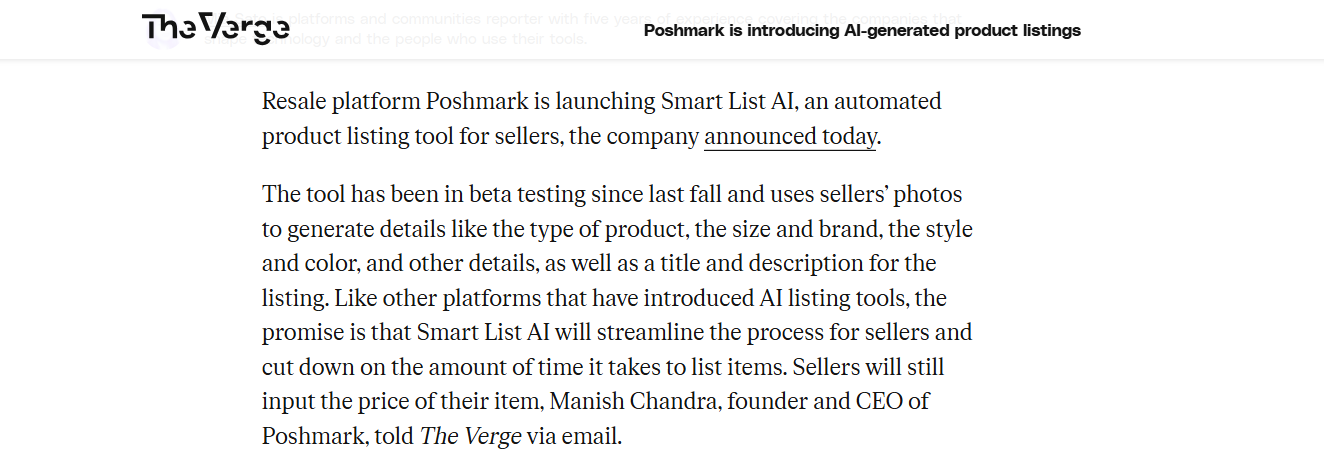 platforms and communities reporter with five years of experience covering the companies that
The Verge
Poshmark is introducing AI-generated product listings
shape technology and the people who use their tools.
Resale platform Poshmark is launching Smart List AI, an automated
product listing tool for sellers, the company announced today.
The tool has been in beta testing since last fall and uses sellers’ photos
to generate details like the type of product, the size and brand, the style
and color, and other details, as well as a title and description for the
listing. Like other platforms that have introduced AI listing tools, the
promise is that Smart List AI will streamline the process for sellers and
cut down on the amount of time it takes to list items. Sellers will still
input the price of their item, Manish Chandra, founder and CEO of
Poshmark, told The Verge via email.